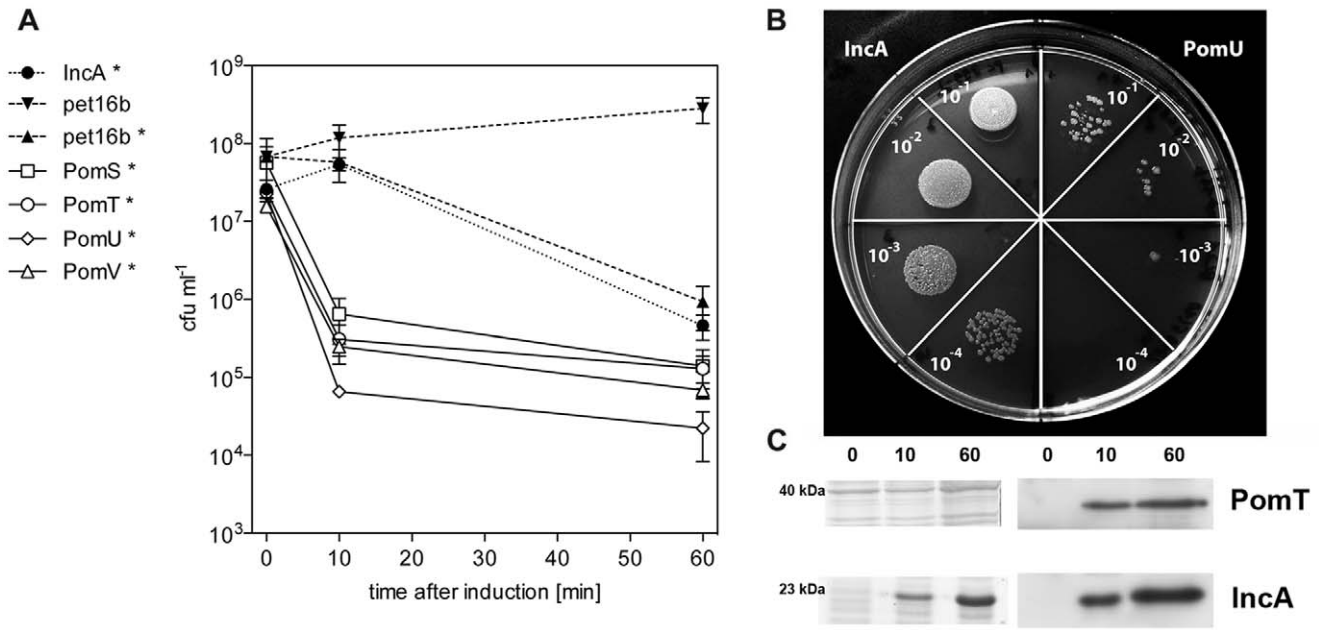 A
IncA *
pet16b
pet16b *
PomS *
PomT *
PomU *
PomV *
cfu ml-1
10⁹
10⁸
10⁷
10⁶
10⁵
10⁴
10³
0 10 20 30 40 50 60
time after induction [min]
B
IncA PomU
10-1 10-1
10-2 10-2
10-3 10-3
10-4 10-4
C
0 10 60 0 10 60
40 kDa PomT
23 kDa IncA